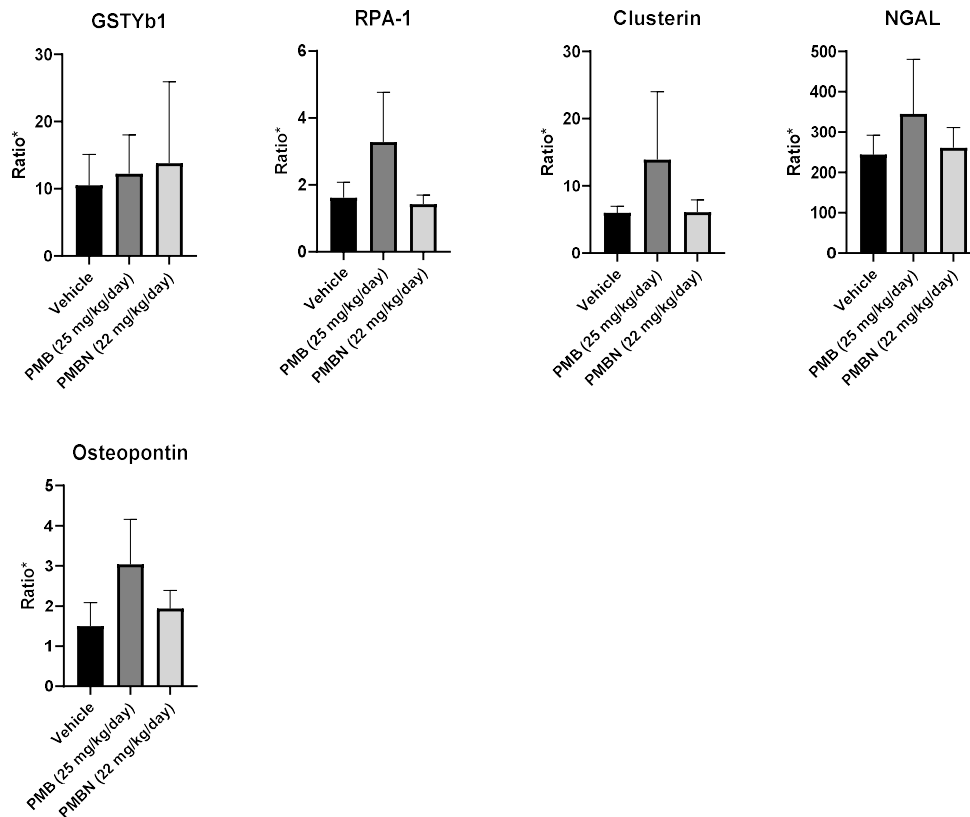 GSTYb1
30
20
10
0
Ratio*
Vehicle
PMB (25 mg/kg/day)
PMBN (22 mg/kg/day)
RPA-1
6
4
2
0
Ratio*
Vehicle
PMB (25 mg/kg/day)
PMBN (22 mg/kg/day)
Clusterin
30
20
10
0
Ratio*
Vehicle
PMB (25 mg/kg/day)
PMBN (22 mg/kg/day)
NGAL
500
400
300
200
100
0
Ratio*
Vehicle
PMB (25 mg/kg/day)
PMBN (22 mg/kg/day)
Osteopontin
5
4
3
2
1
0
Ratio*
Vehicle
PMB (25 mg/kg/day)
PMBN (22 mg/kg/day)